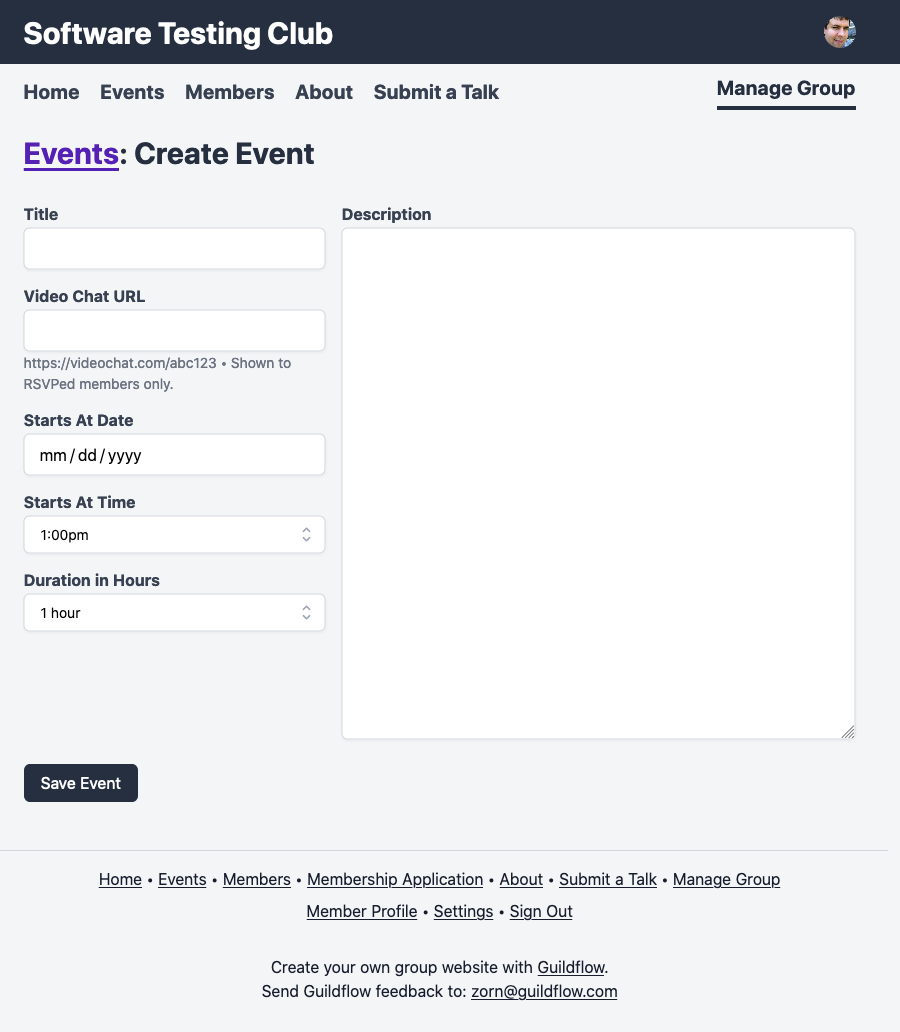 Software Testing Club
Home Events Members About Submit a Talk Manage Group
Events: Create Event
Title
Description
Video Chat URL
https://videochat.com/abc123 • Shown to
RSVPed members only.
Starts At Date
mm/dd/yyyy
Starts At Time
1:00pm
Duration in Hours
1 hour
Save Event
Home • Events • Members • Membership Application • About • Submit a Talk • Manage Group
Member Profile • Settings • Sign Out
Create your own group website with Guildflow.
Send Guildflow feedback to: zorn@guildflow.com